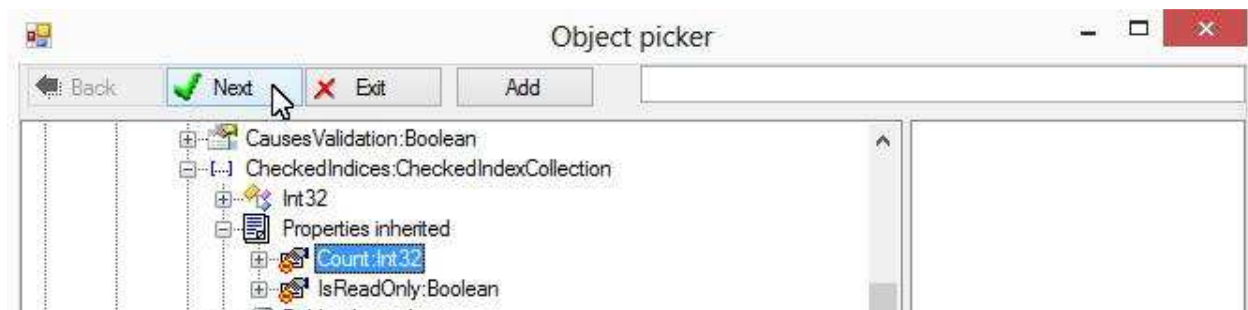 Object picker
Back Next Exit Add
CausesValidation:Boolean
CheckedIndices:CheckedIndexCollection
Int32
Properties inherited
Count:Int32
IsReadOnly:Boolean